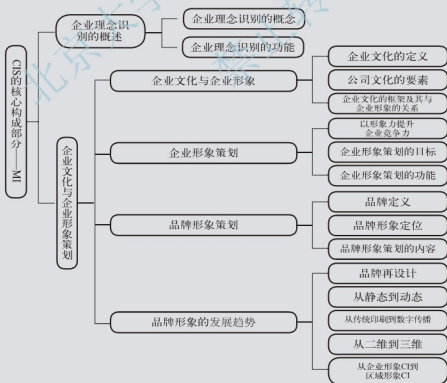 CIS的核心构成部分——MI
企业理念识
别的概述
企业理念识别的概念
企业理念识别的功能
企业文化与企业形象策划
企业文化与企业形象
企业文化的定义
公司文化的要素
企业文化的框架及其与
企业形象的关系
企业形象策划
以形象力提升
企业竞争力
企业形象策划的目标
企业形象策划的功能
品牌形象策划
品牌定义
品牌形象定位
品牌形象策划的内容
品牌形象的发展趋势
品牌再设计
从静态到动态
从传统印刷到数字传播
从二维到三维
从企业形象CI到
区域形象CI
北京大学
禁止转